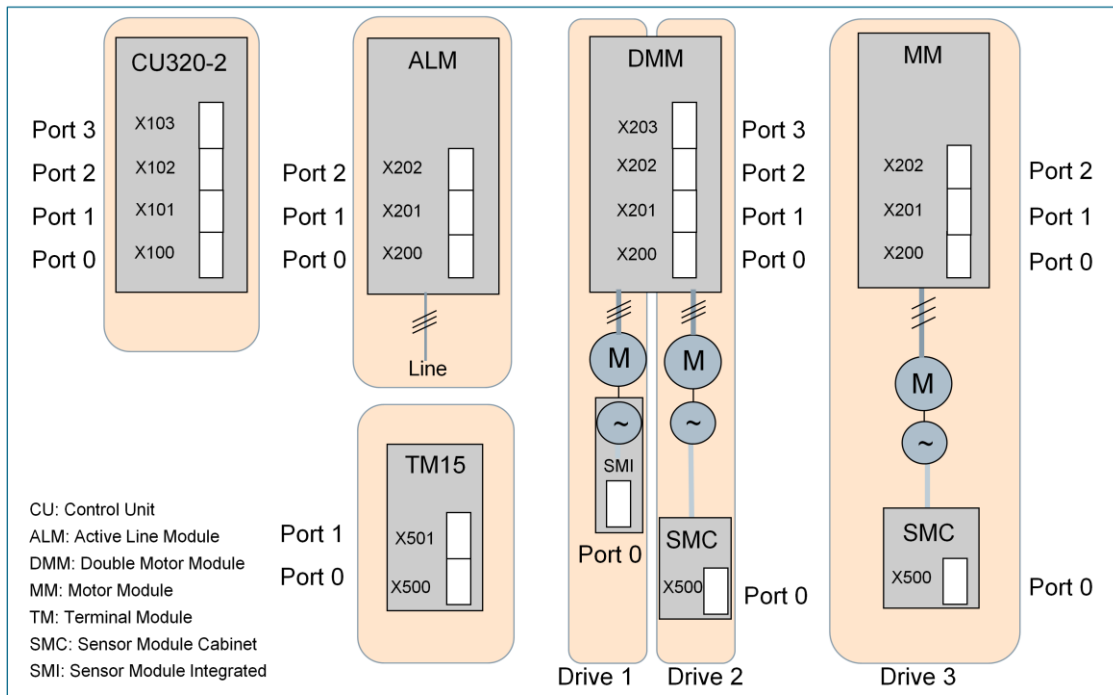 CU320-2
Port 3
X103
Port 2
X102
Port 1
X101
Port 0
X100
ALM
Port 2
X202
Port 1
X201
Port 0
X200
Line
DMM
X203
Port 3
X202
Port 2
X201
Port 1
X200
Port 0
M
M
~
~
SMI
Port 0
SMC
X500
Port 0
Drive 1
Drive 2
MM
X202
Port 2
X201
Port 1
X200
Port 0
M
~
SMC
X500
Port 0
Drive 3
TM15
Port 1
X501
Port 0
X500
CU: Control Unit
ALM: Active Line Module
DMM: Double Motor Module
MM: Motor Module
TM: Terminal Module
SMC: Sensor Module Cabinet
SMI: Sensor Module Integrated